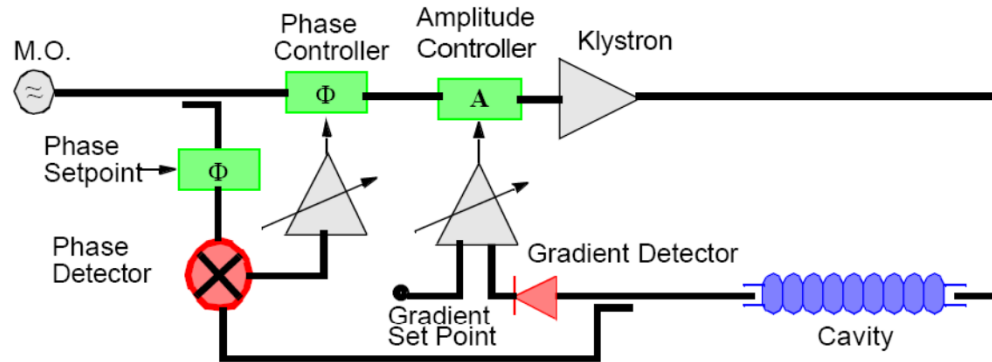 M.O.
Phase
Controller
Amplitude
Controller
Klystron
Φ
A
Phase
Setpoint
Φ
Phase
Detector
Gradient Detector
Gradient
Set Point
Cavity